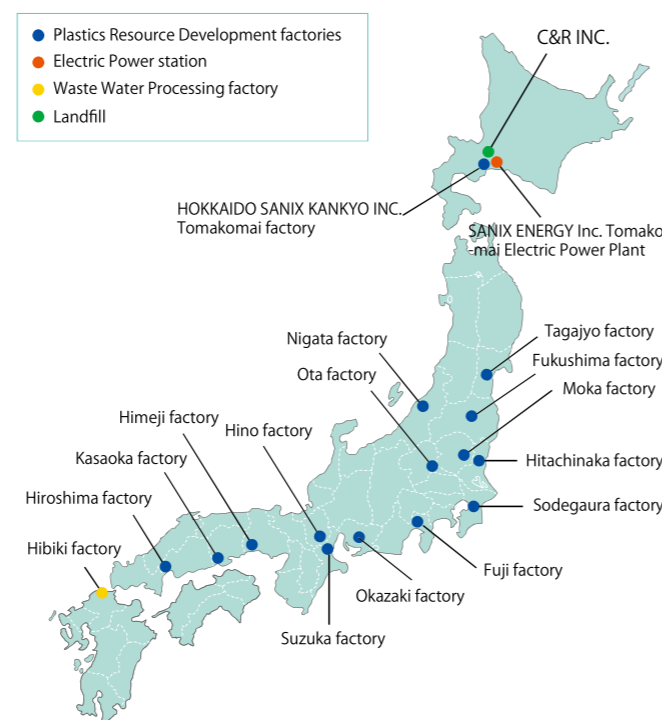 Plastics Resource Development factories
Electric Power station
Waste Water Processing factory
Landfill
C&R INC.
HOKKAIDO SANIX KANKYO INC.
Tomakomai factory
SANIX ENERGY Inc. Tomako
-mai Electric Power Plant
Nigata factory
Tagajyo factory
Ota factory
Fukushima factory
Moka factory
Himeji factory
Hino factory
Kasaoka factory
Hitachinaka factory
Hiroshima factory
Sodegaura factory
Hibiki factory
Fuji factory
Okazaki factory
Suzuka factory